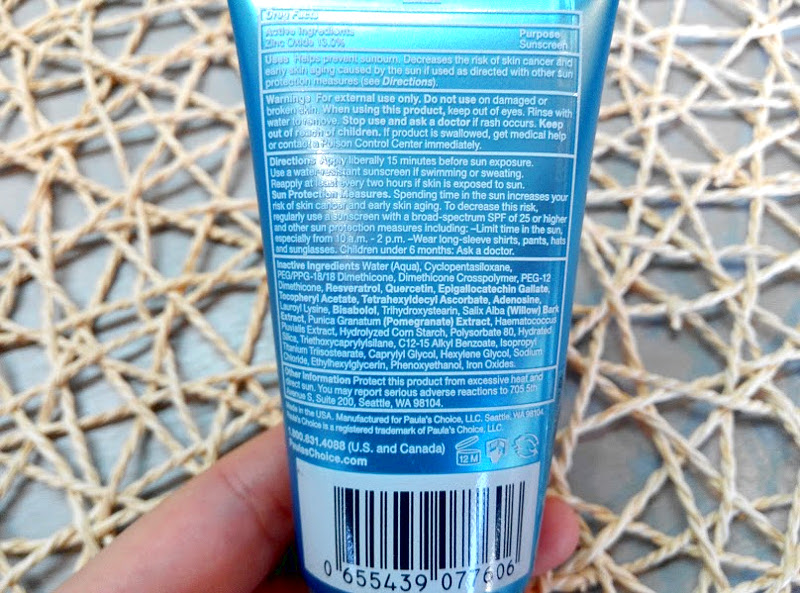 Drug Facts
Active Ingredients Purpose
Zinc Oxide 13.0% Sunscreen
Uses Helps prevent sunburn. Decreases the risk of skin cancer and
early skin aging caused by the sun if used as directed with other sun
protection measures (see Directions).
Warnings For external use only. Do not use on damaged or
broken skin. When using this product, keep out of eyes. Rinse with
water to remove. Stop use and ask a doctor if rash occurs. Keep
out of reach of children. If product is swallowed, get medical help
or contact a Poison Control Center immediately.
Directions Apply liberally 15 minutes before sun exposure.
Use a water-resistant sunscreen if swimming or sweating.
Reapply at least every two hours if skin is exposed to sun.
Sun Protection Measures. Spending time in the sun increases your
risk of skin cancer and early skin aging. To decrease this risk,
regularly use a sunscreen with a broad-spectrum SPF of 25 or higher
and other sun protection measures including: –Limit time in the sun,
especially from 10 a.m. - 2 p.m. –Wear long-sleeve shirts, pants, hats
and sunglasses. Children under 6 months: Ask a doctor.
Inactive Ingredients Water (Aqua), Cyclopentasiloxane,
PEG/PPG-18/18 Dimethicone, Dimethicone Crosspolymer, PEG-12
Dimethicone, Resveratrol, Quercetin, Epigallocatechin Gallate,
Tocopheryl Acetate, Tetrahexyldecyl Ascorbate, Adenosine,
Lauroyl Lysine, Bisabolol, Trihydroxystearin, Salix Alba (Willow) Bark
Extract, Punica Granatum (Pomegranate) Extract, Haematococcus
Pluvialis Extract, Hydrolyzed Corn Starch, Polysorbate 80, Hydrated
Silica, Triethoxycaprylylsilane, C12-15 Alkyl Benzoate, Isopropyl
Titanium Triisostearate, Caprylyl Glycol, Hexylene Glycol, Sodium
Chloride, Ethylhexylglycerin, Phenoxyethanol, Iron Oxides.
Other Information Protect this product from excessive heat and
direct sun. You may report serious adverse reactions to 705 5th
Avenue S, Suite 200, Seattle, WA 98104.
Made in the USA. Manufactured for Paula's Choice, LLC. Seattle, WA 98104.
Paula's Choice is a registered trademark of Paula's Choice, LLC.
1.800.831.4088 (U.S. and Canada)
PaulasChoice.com
12 M
0 655439 077606